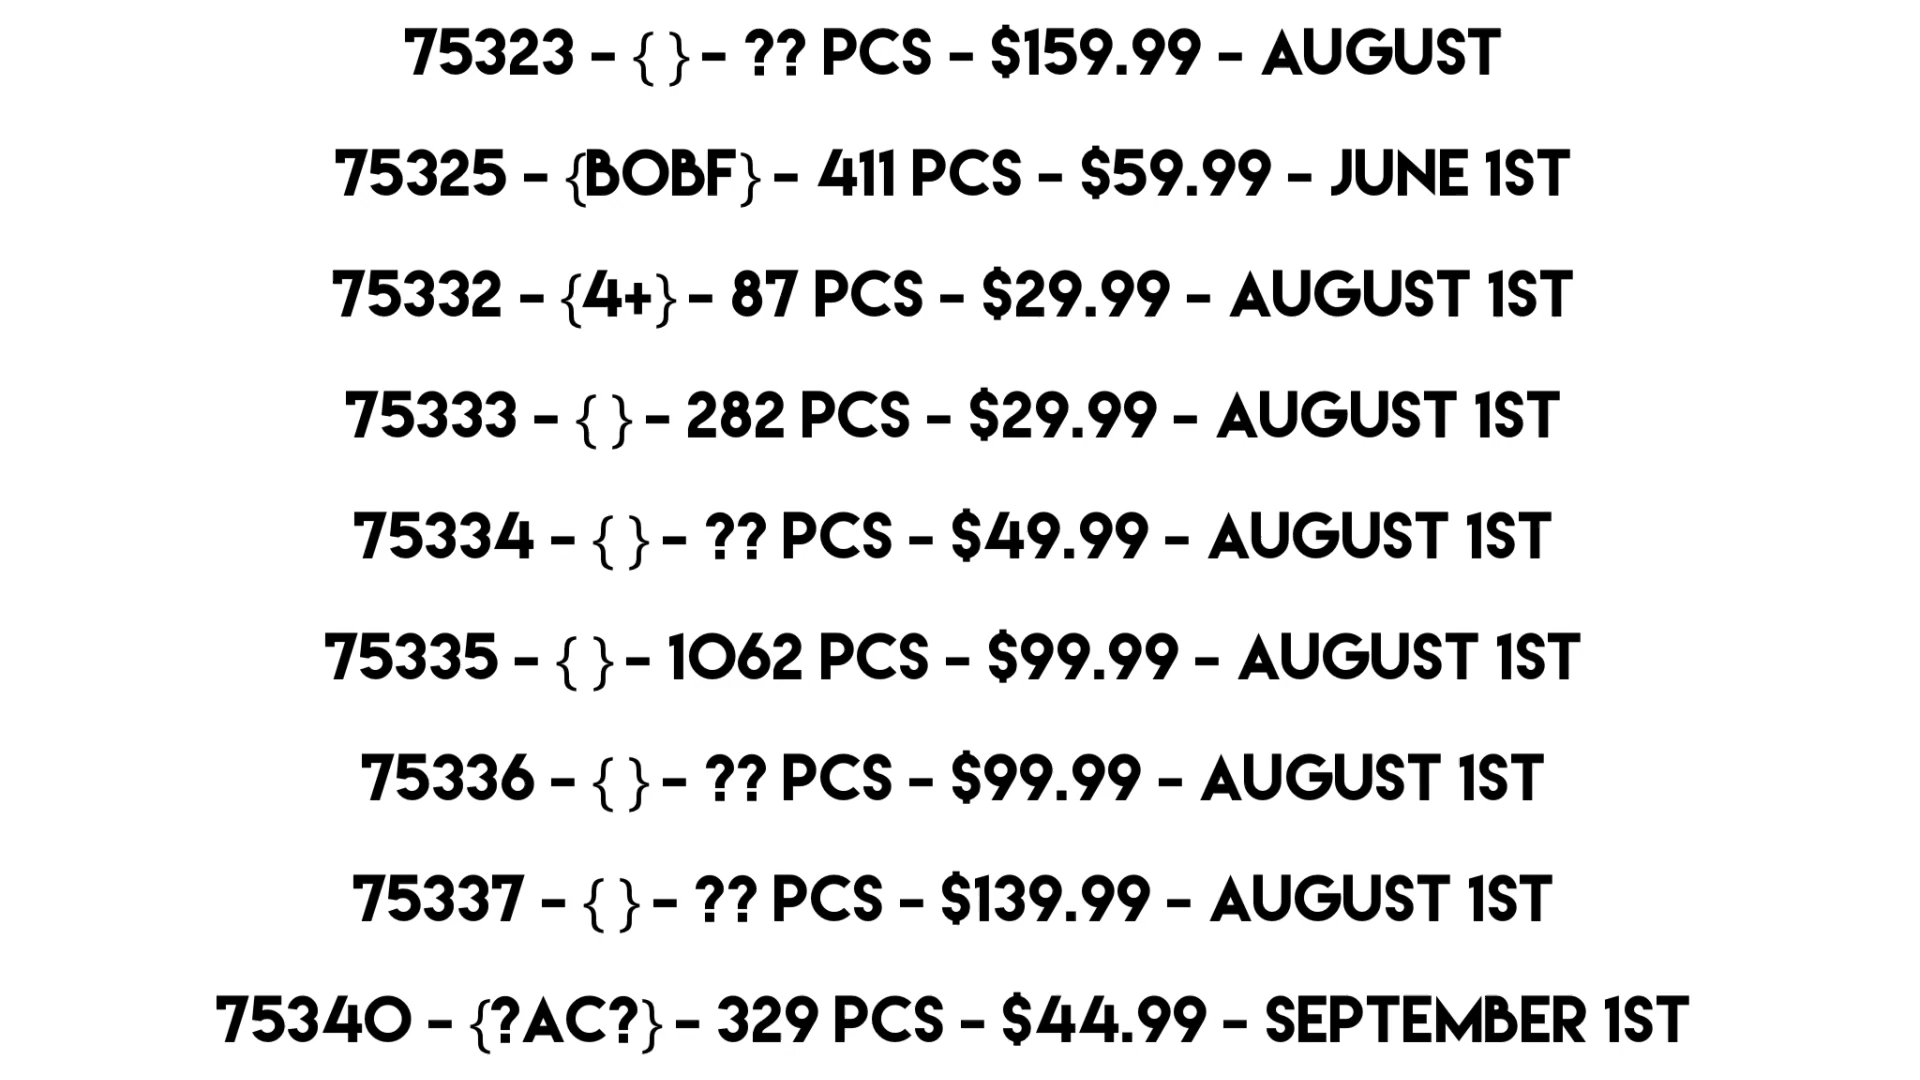 75323 - { } - ?? PCS - $159.99 - AUGUST
75325 - {BOBF} - 411 PCS - $59.99 - JUNE 1ST
75332 - {4+} - 87 PCS - $29.99 - AUGUST 1ST
75333 - { } - 282 PCS - $29.99 - AUGUST 1ST
75334 - { } - ?? PCS - $49.99 - AUGUST 1ST
75335 - { } - 1062 PCS - $99.99 - AUGUST 1ST
75336 - { } - ?? PCS - $99.99 - AUGUST 1ST
75337 - { } - ?? PCS - $139.99 - AUGUST 1ST
75340 - {?AC?} - 329 PCS - $44.99 - SEPTEMBER 1ST